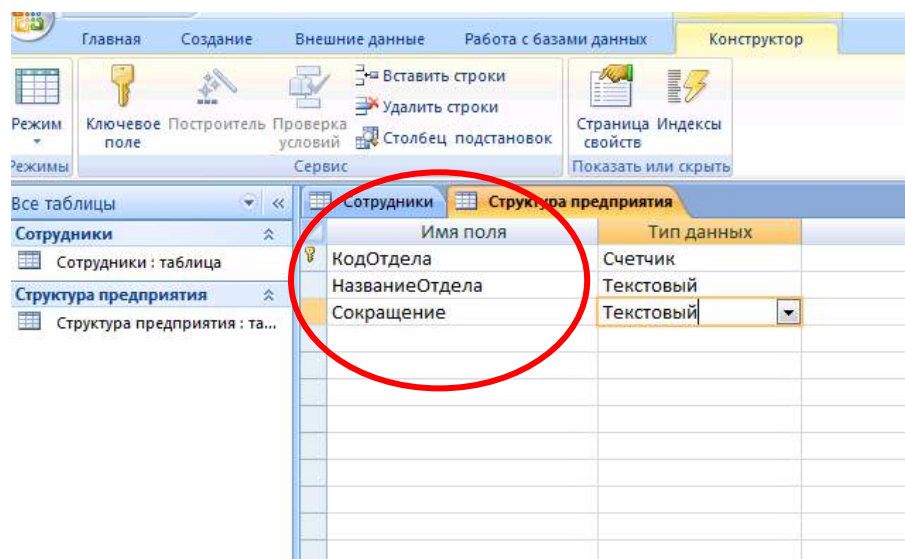 Главная Создание Внешние данные Работа с базами данных Конструктор
Режим
Режимы
Ключевое поле
Построитель
Проверка условий
Вставить строки
Удалить строки
Столбец подстановок
Сервис
Страница свойств
Индексы
Показать или скрыть
Все таблицы
Сотрудники
Сотрудники : таблица
Структура предприятия
Структура предприятия : та...
Сотрудники Структура предприятия
Имя поля Тип данных
КодОтдела Счетчик
НазваниеОтдела Текстовый
Сокращение Текстовый